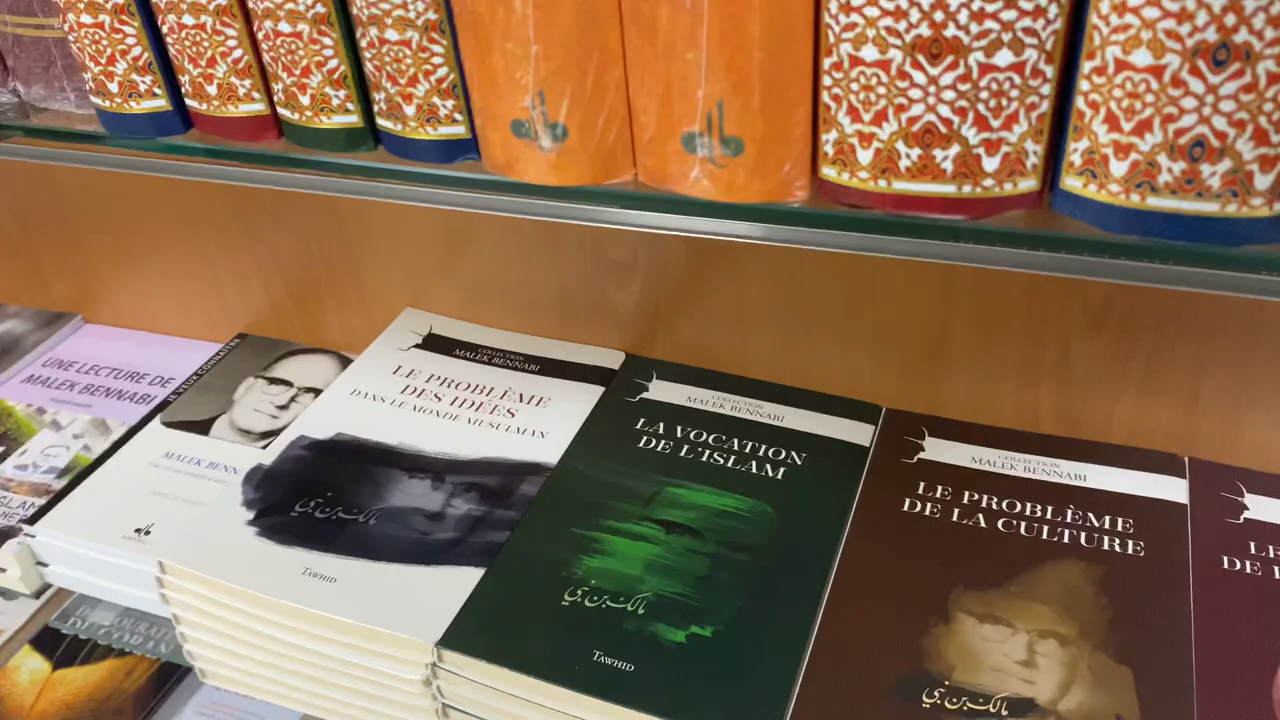 UNE LECTURE DE
MALEK BENNABI
JE VEUX CONNAÎTRE
MALEK BENN
COLLECTION
MALEK BENNABI
LE PROBLÈME
DES IDÉES
DANS LE MONDE MUSULMAN
مالك بن نبي
TAWHID
COLLECTION
MALEK BENNABI
LA VOCATION
DE L'ISLAM
مالك بن نبي
TAWHID
COLLECTION
MALEK BENNABI
LE PROBLÈME
DE LA CULTURE
مالك بن نبي